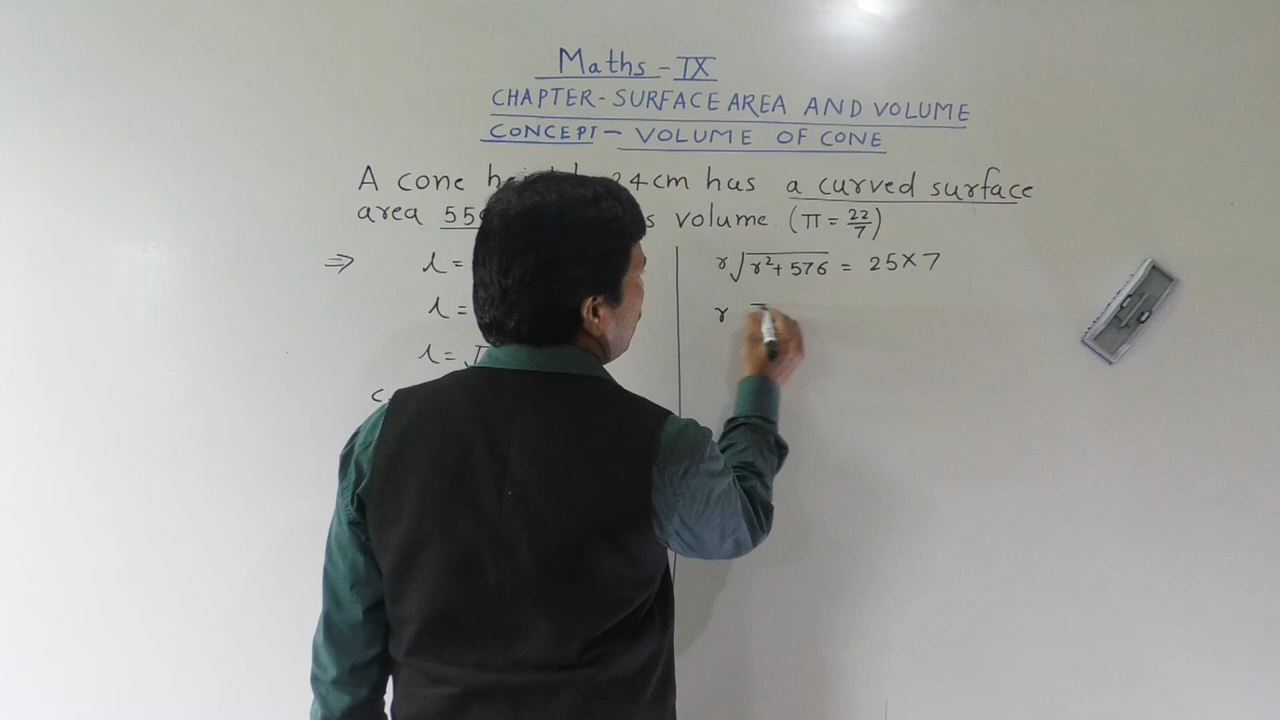 Maths - IX
CHAPTER - SURFACE AREA AND VOLUME
CONCEPT - VOLUME OF CONE
A cone 24cm has a curved surface
area volume. (π = 22/7)
⇒ l =
l =
l = √
C
r√r²+576 = 25×7
r